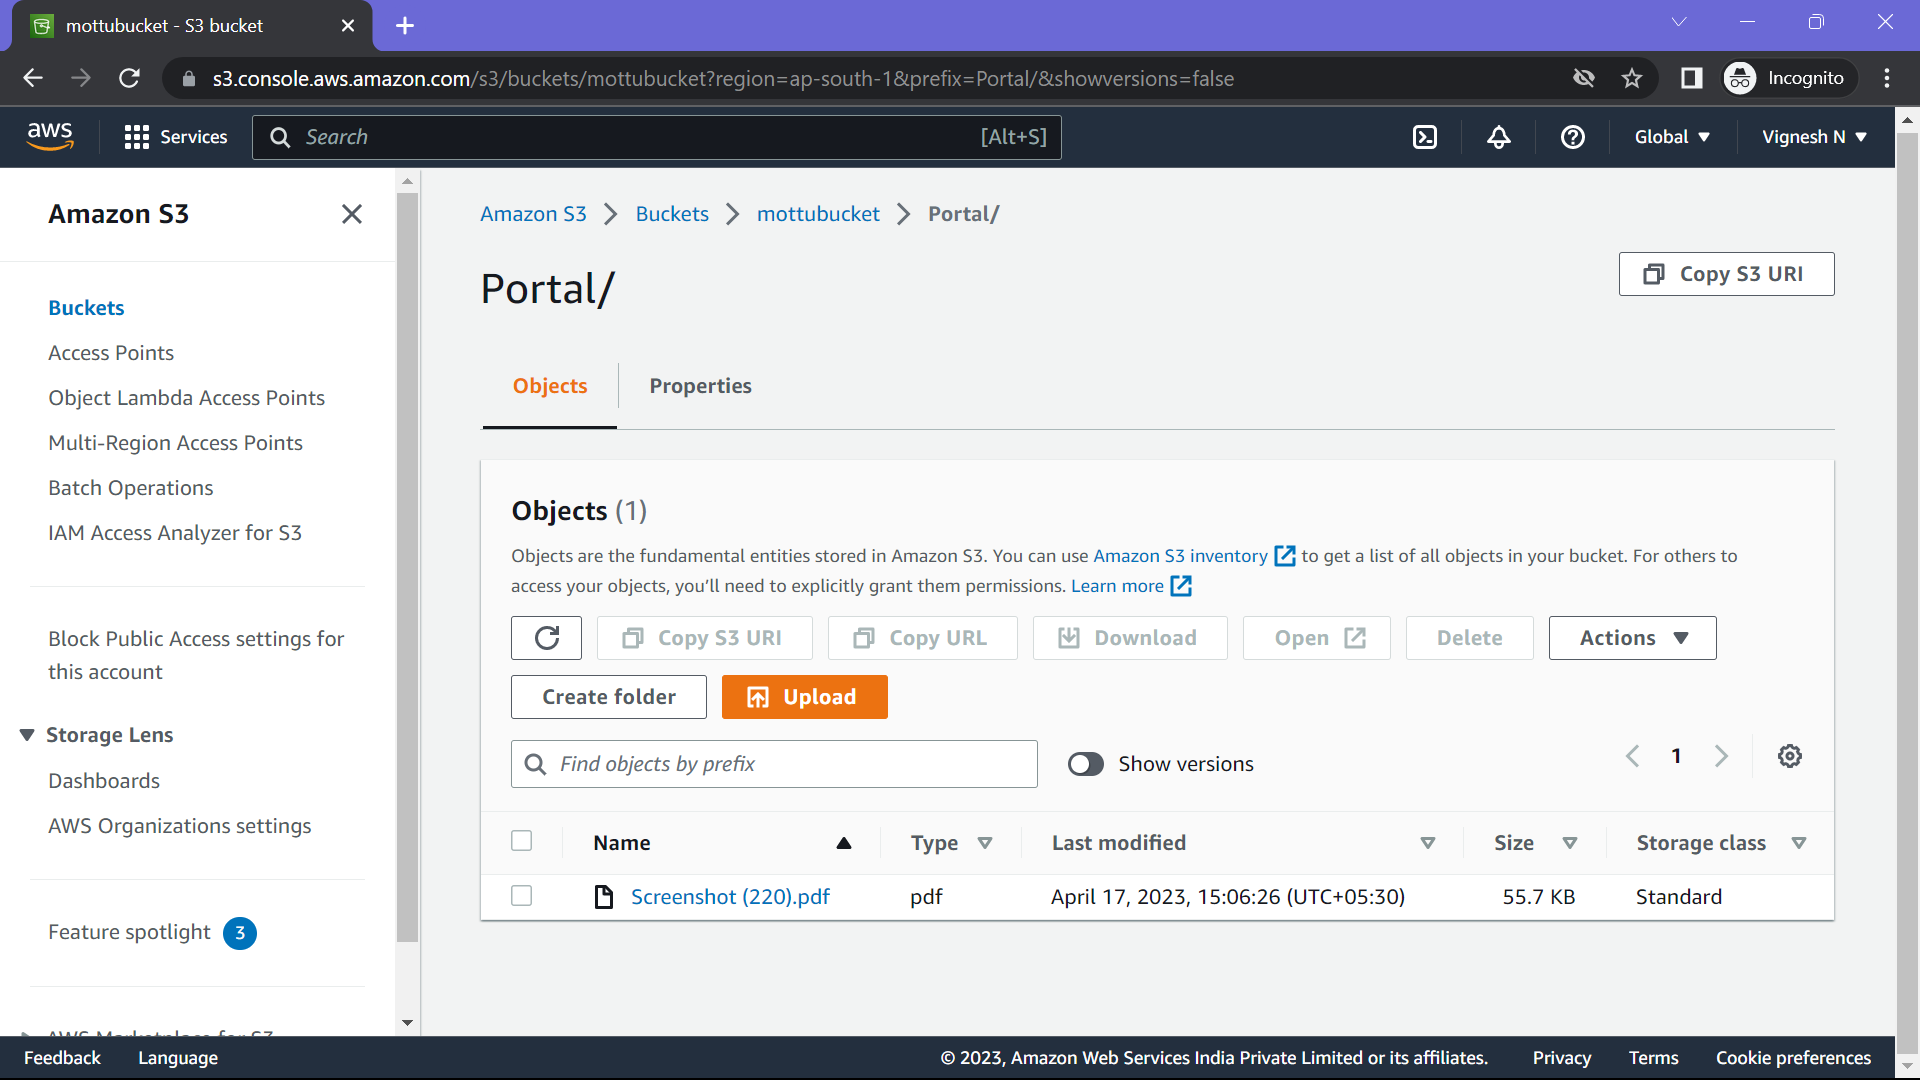 mottubucket - S3 bucket
s3.console.aws.amazon.com/s3/buckets/mottubucket?region=ap-south-1&prefix=Portal/&showversions=false
Incognito
aws
Services
Search
[Alt+S]
Global
Vignesh N
Amazon S3
Buckets
Access Points
Object Lambda Access Points
Multi-Region Access Points
Batch Operations
IAM Access Analyzer for S3
Block Public Access settings for
this account
Storage Lens
Dashboards
AWS Organizations settings
Feature spotlight 3
AWS Marketplace for S3
Amazon S3 > Buckets > mottubucket > Portal/
Portal/
Copy S3 URI
Objects
Properties
Objects (1)
Objects are the fundamental entities stored in Amazon S3. You can use Amazon S3 inventory to get a list of all objects in your bucket. For others to
access your objects, you'll need to explicitly grant them permissions. Learn more
Copy S3 URI
Copy URL
Download
Open
Delete
Actions
Create folder
Upload
Find objects by prefix
Show versions
1
Name Type Last modified Size Storage class
Screenshot (220).pdf pdf April 17, 2023, 15:06:26 (UTC+05:30) 55.7 KB Standard
Feedback Language © 2023, Amazon Web Services India Private Limited or its affiliates. Privacy Terms Cookie preferences